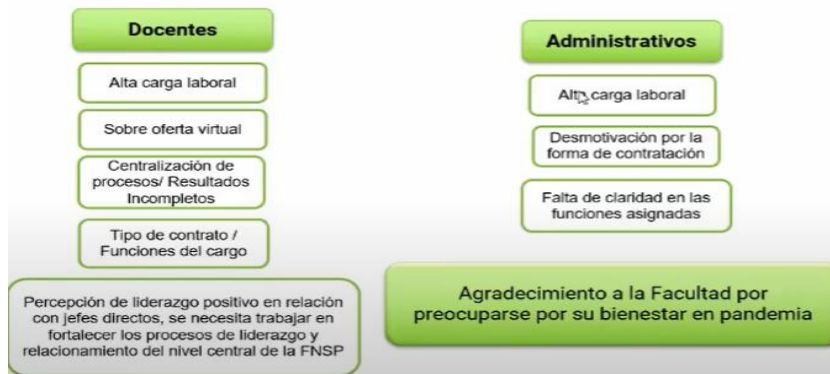 Docentes
Alta carga laboral
Sobre oferta virtual
Centralización de
procesos/ Resultados
Incompletos
Tipo de contrato /
Funciones del cargo
Percepción de liderazgo positivo en relación
con jefes directos, se necesita trabajar en
fortalecer los procesos de liderazgo y
relacionamiento del nivel central de la FNSP
Administrativos
Alta carga laboral
Desmotivación por la
forma de contratación
Falta de claridad en las
funciones asignadas
Agradecimiento a la Facultad por
preocuparse por su bienestar en pandemia